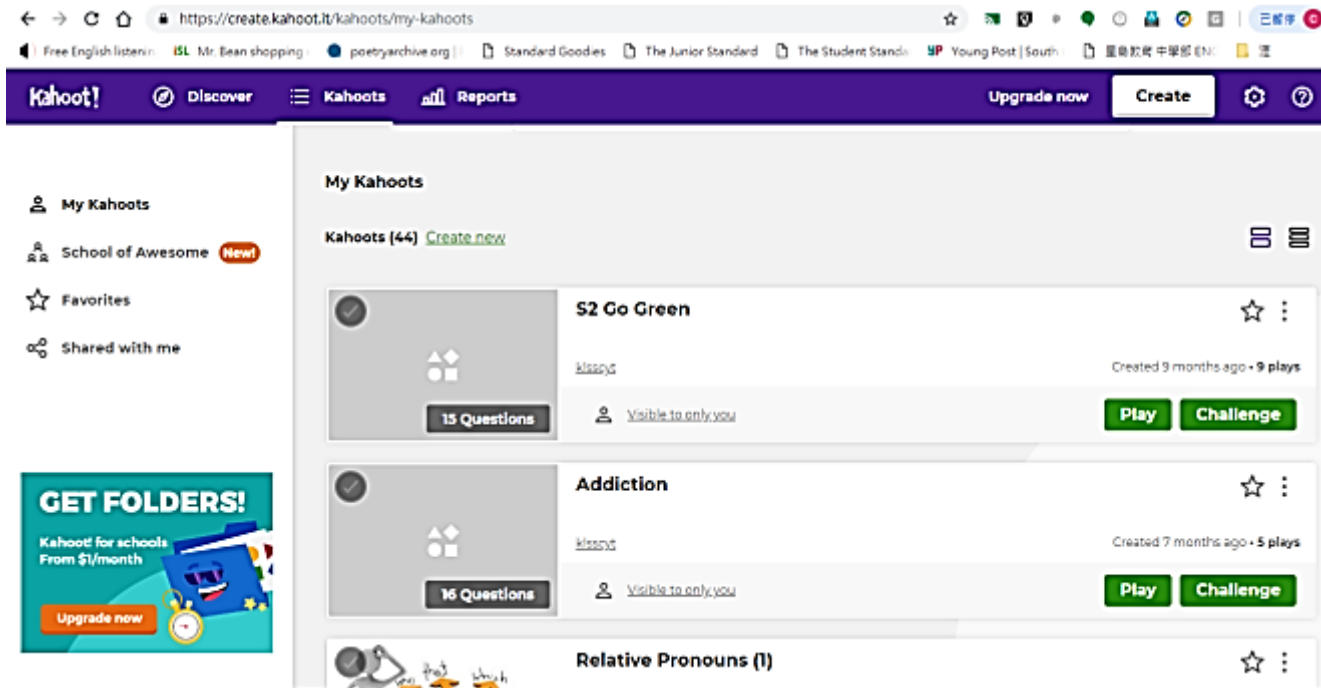 https://create.kahoot.it/kahoots/my-kahoots
Free English listenin ISL Mr. Bean shopping poetryarchive.org Standard Goodies The Junior Standard The Student Standa YP Young Post | South
Kahoot! Discover Kahoots Reports Upgrade now Create
My Kahoots
School of Awesome New!
Favorites
Shared with me
GET FOLDERS!
Kahoot! for schools
From $1/month
Upgrade now
My Kahoots
Kahoots (44) Create new
S2 Go Green
Created 9 months ago • 9 plays
15 Questions
Visible to only you
Play Challenge
Addiction
Created 7 months ago • 5 plays
16 Questions
Visible to only you
Play Challenge
Relative Pronouns (1)
that which